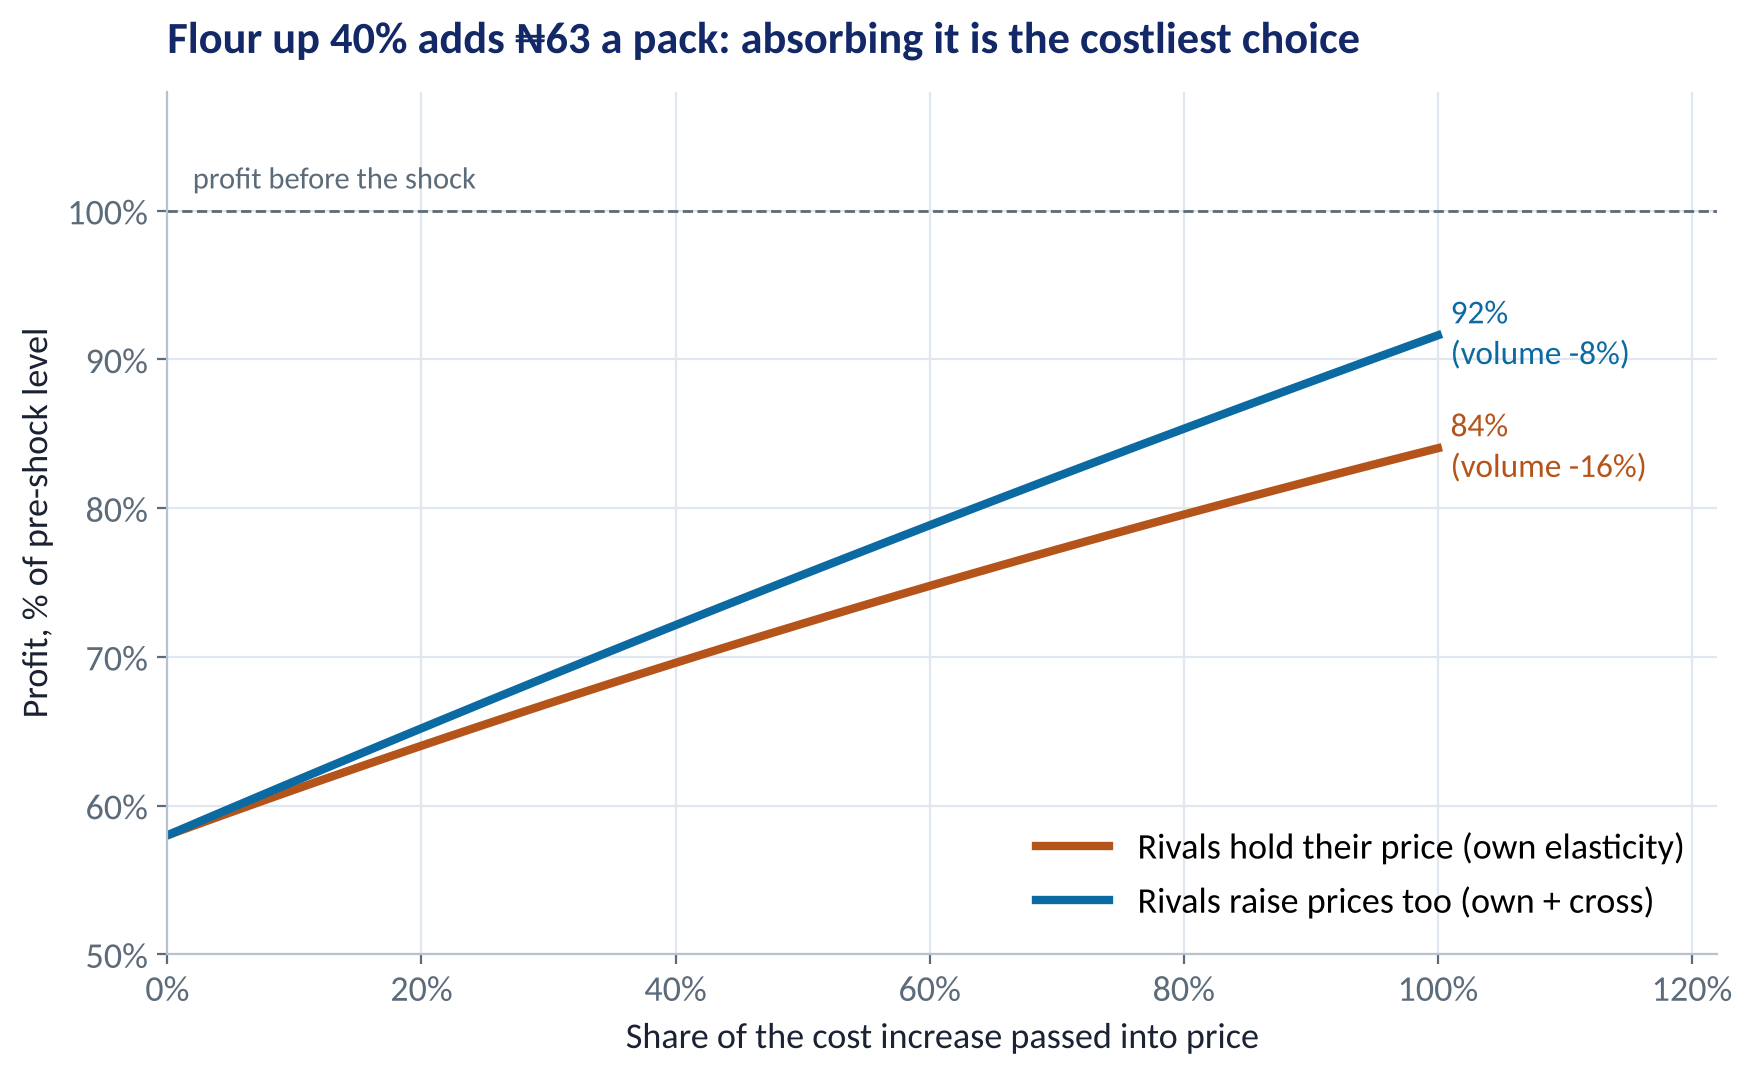 Flour up 40% adds ₦63 a pack: absorbing it is the costliest choice
profit before the shock
100%
90%
80%
70%
60%
50%
Profit, % of pre-shock level
92%
(volume -8%)
84%
(volume -16%)
Rivals hold their price (own elasticity)
Rivals raise prices too (own + cross)
0%
20%
40%
60%
80%
100%
120%
Share of the cost increase passed into price